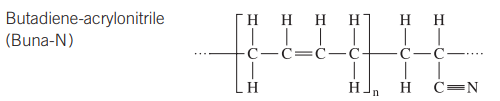 Butadiene-acrylonitrile
(Buna-N)
H H H H H H
C—C=C—C—C—C
H H n H C≡N